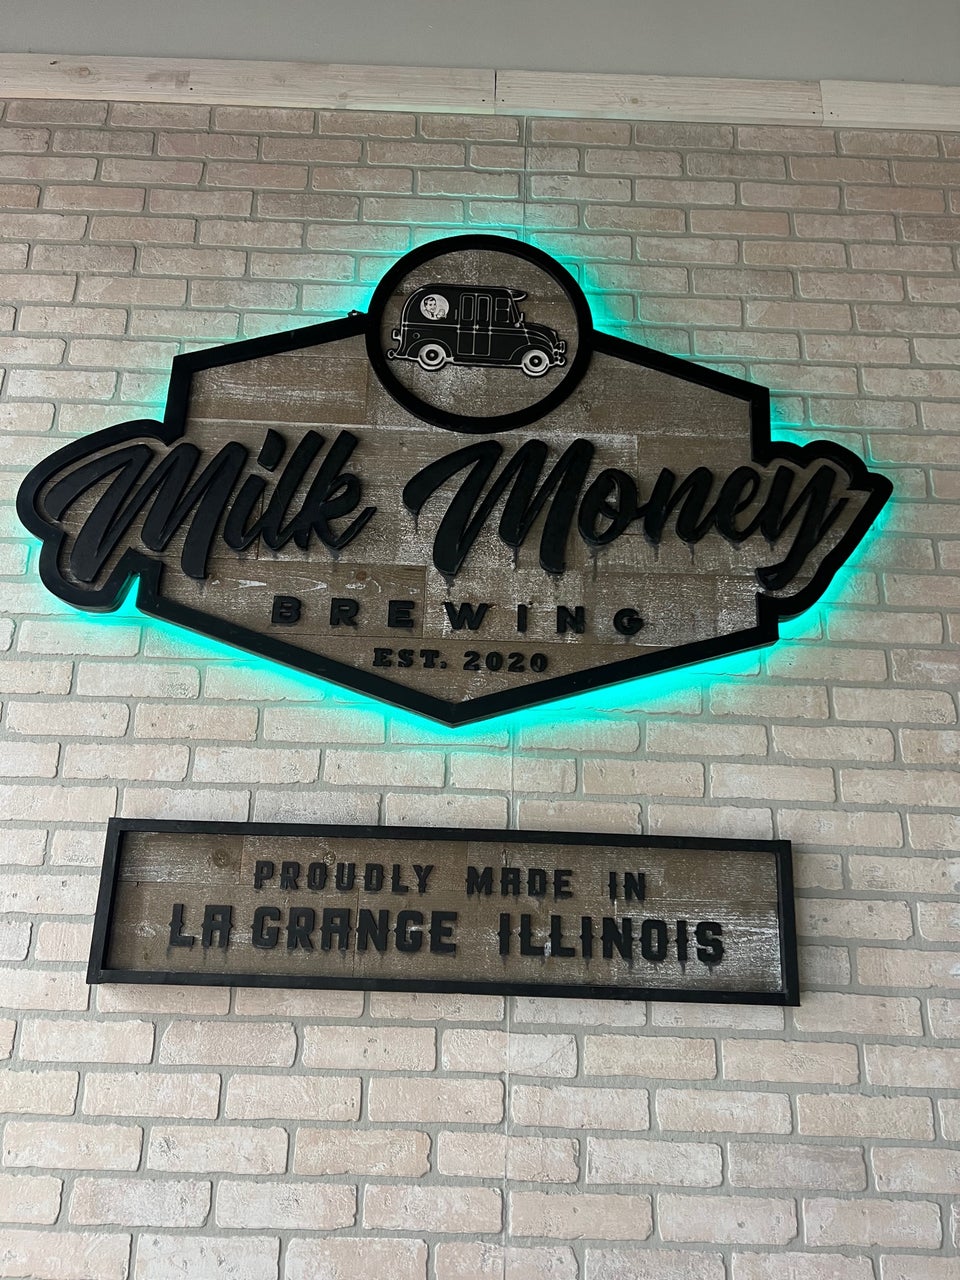 Milk Money
BREWING
EST. 2020
PROUDLY MADE IN
LA GRANGE ILLINOIS